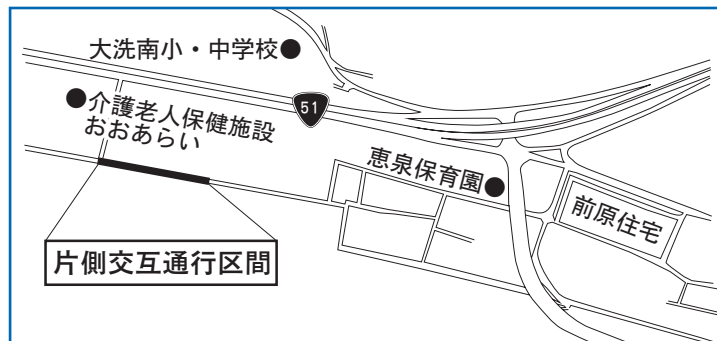 大洗南小・中学校
51
介護老人保健施設
おおあらい
恵泉保育園
前原住宅
片側交互通行区間